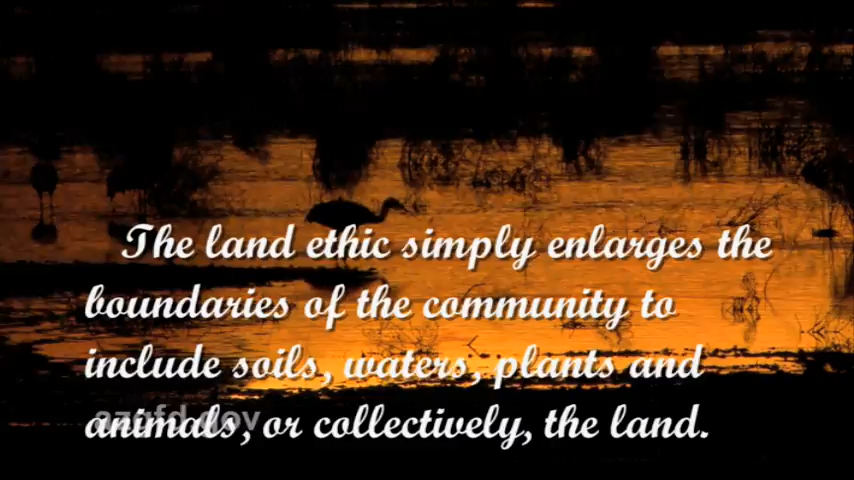 The land ethic simply enlarges the
boundaries of the community to
include soils, waters, plants and
animals, or collectively, the land.
azgfd.gov